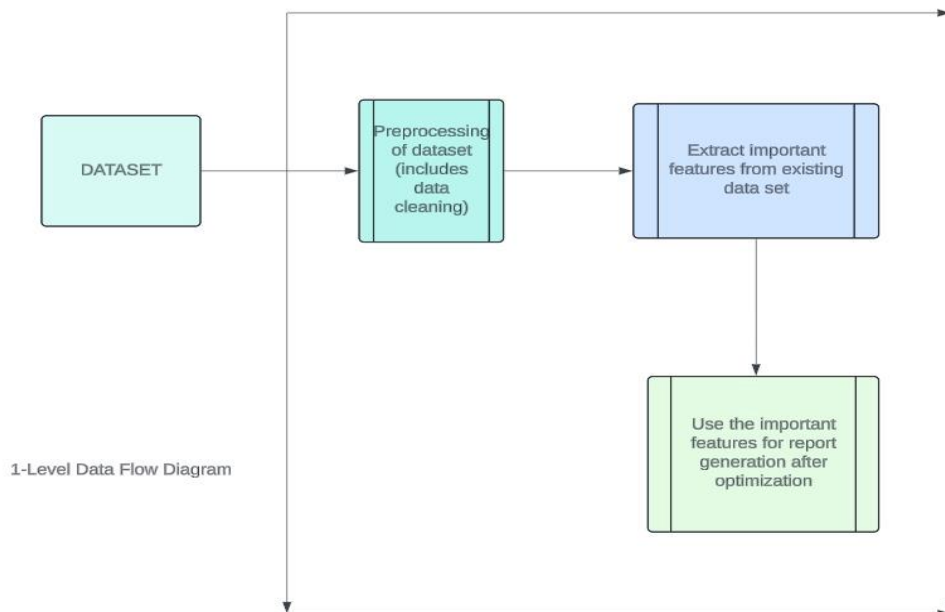 DATASET
Preprocessing
of dataset
(includes
data
cleaning)
Extract important
features from existing
data set
Use the important
features for report
generation after
optimization
1-Level Data Flow Diagram